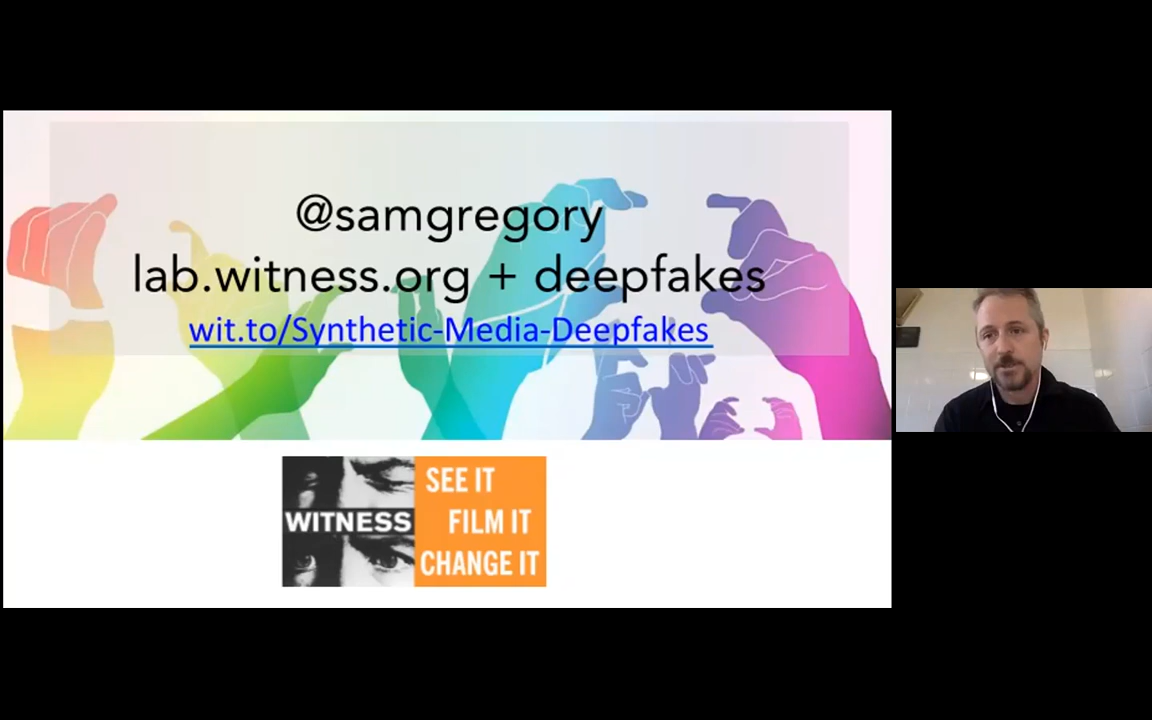 @samgregory
lab.witness.org + deepfakes
wit.to/Synthetic-Media-Deepfakes
WITNESS
SEE IT
FILM IT
CHANGE IT